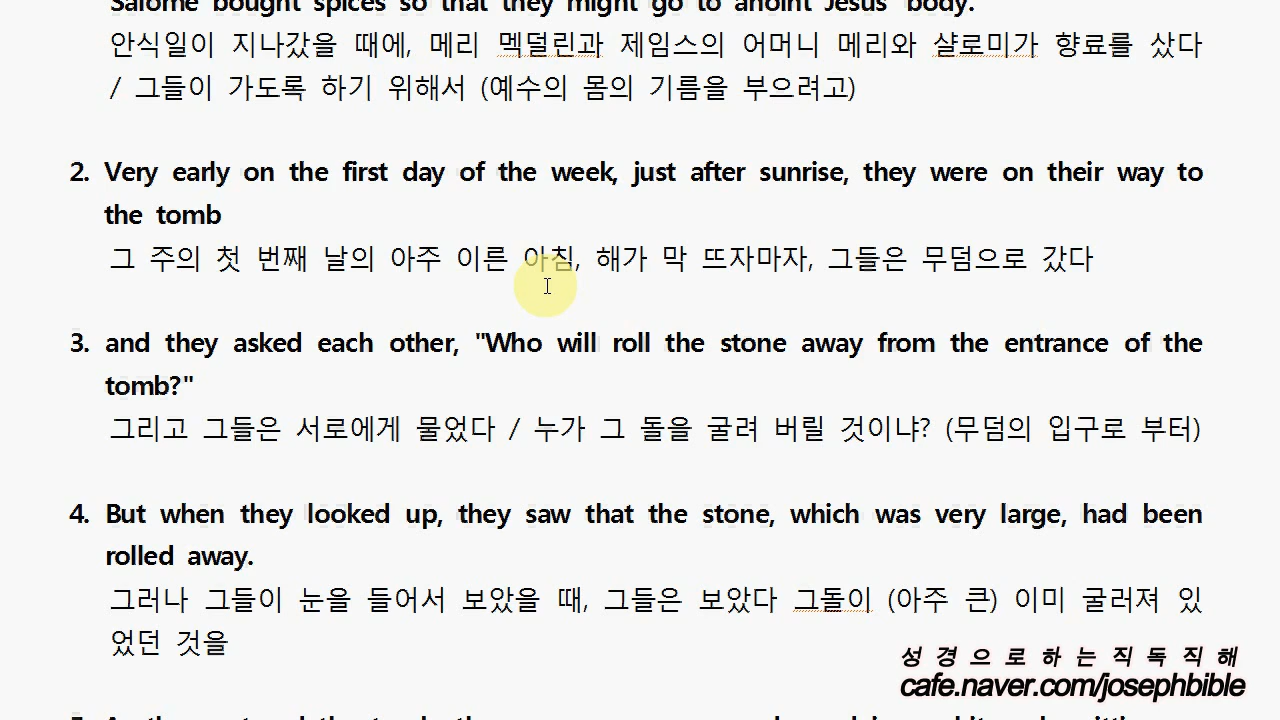 Salome bought spices so that they might go to anoint Jesus' body.
안식일이 지나갔을 때에, 메리 멕덜린과 제임스의 어머니 메리와 샬로미가 향료를 샀다
/ 그들이 가도록 하기 위해서 (예수의 몸의 기름을 부으려고)
2. Very early on the first day of the week, just after sunrise, they were on their way to
the tomb
그 주의 첫 번째 날의 아주 이른 아침, 해가 막 뜨자마자, 그들은 무덤으로 갔다
3. and they asked each other, "Who will roll the stone away from the entrance of the
tomb?"
그리고 그들은 서로에게 물었다 / 누가 그 돌을 굴려 버릴 것이냐? (무덤의 입구로 부터)
4. But when they looked up, they saw that the stone, which was very large, had been
rolled away.
그러나 그들이 눈을 들어서 보았을 때, 그들은 보았다 그돌이 (아주 큰) 이미 굴러져 있
었던 것을
성경으로하는직독직해
cafe.naver.com/josephbible